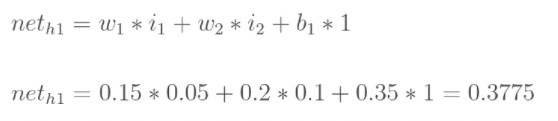 net_{h1} = w_1 * i_1 + w_2 * i_2 + b_1 * 1
net_{h1} = 0.15 * 0.05 + 0.2 * 0.1 + 0.35 * 1 = 0.3775